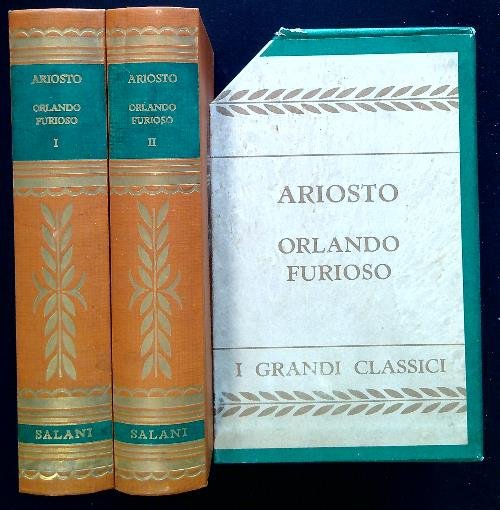 ARIOSTO
ORLANDO
FURIOSO
I
SALANI
ARIOSTO
ORLANDO
FURIOSO
II
SALANI
ARIOSTO
ORLANDO
FURIOSO
I GRANDI CLASSICI